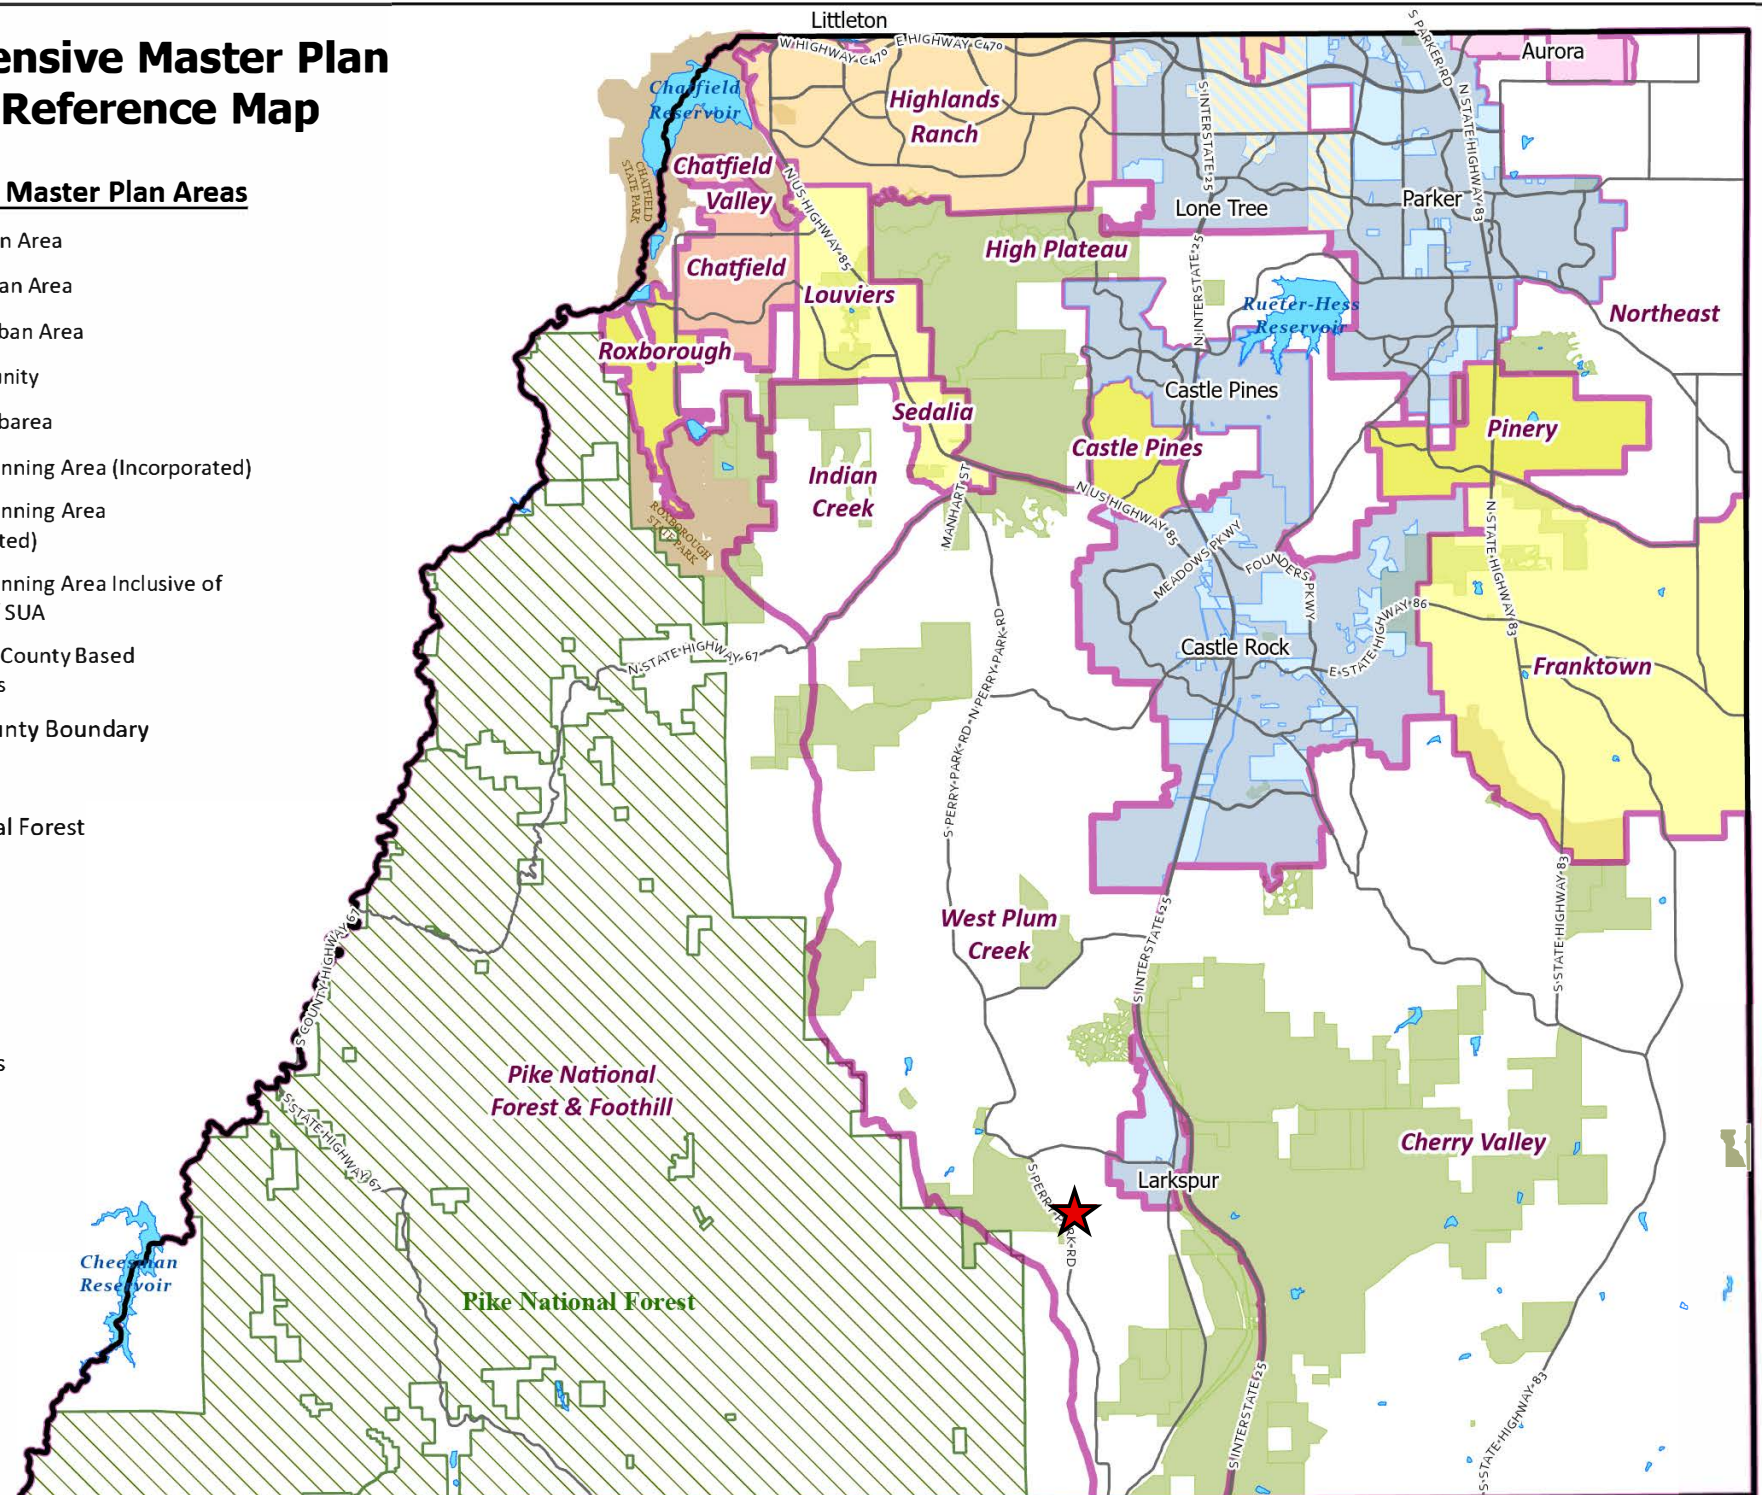 ensive Master Plan
Reference Map
Master Plan Areas
n Area
an Area
ban Area
nity
barea
nning Area (Incorporated)
nning Area
ted)
nning Area Inclusive of
SUA
County Based
s
nty Boundary
al Forest
s
Littleton
W HIGHWAY C470
E HIGHWAY C470
S PARKER RD
Aurora
Chatfield
Reservoir
Highlands
Ranch
S INTERSTATE 25
N STATE HIGHWAY 83
CHATFIELD
STATE PARK
Chatfield
Valley
N US HIGHWAY 85
Lone Tree
Parker
High Plateau
Chatfield
Louviers
N INTERSTATE 25
Rueter-Hess
Reservoir
Northeast
Roxborough
Castle Pines
Sedalia
Pinery
Castle Pines
Indian
Creek
MANHART ST
N US HIGHWAY 85
ROXBOROUGH
STATE PARK
MEADOWS PKWY
FOUNDERS PKWY
N STATE HIGHWAY 83
E STATE HIGHWAY 86
N STATE HIGHWAY 67
N PERRY PARK RD
Castle Rock
Franktown
S PERRY PARK RD
West Plum
Creek
S INTERSTATE 25
S STATE HIGHWAY 83
S COUNTY HIGHWAY 67
Pike National
Forest & Foothill
S STATE HIGHWAY 67
Cherry Valley
Larkspur
S PERRY P RK RD
Cheesman
Reservoir
Pike National Forest
S INTERSTATE 25
S STATE HIGHWAY 83